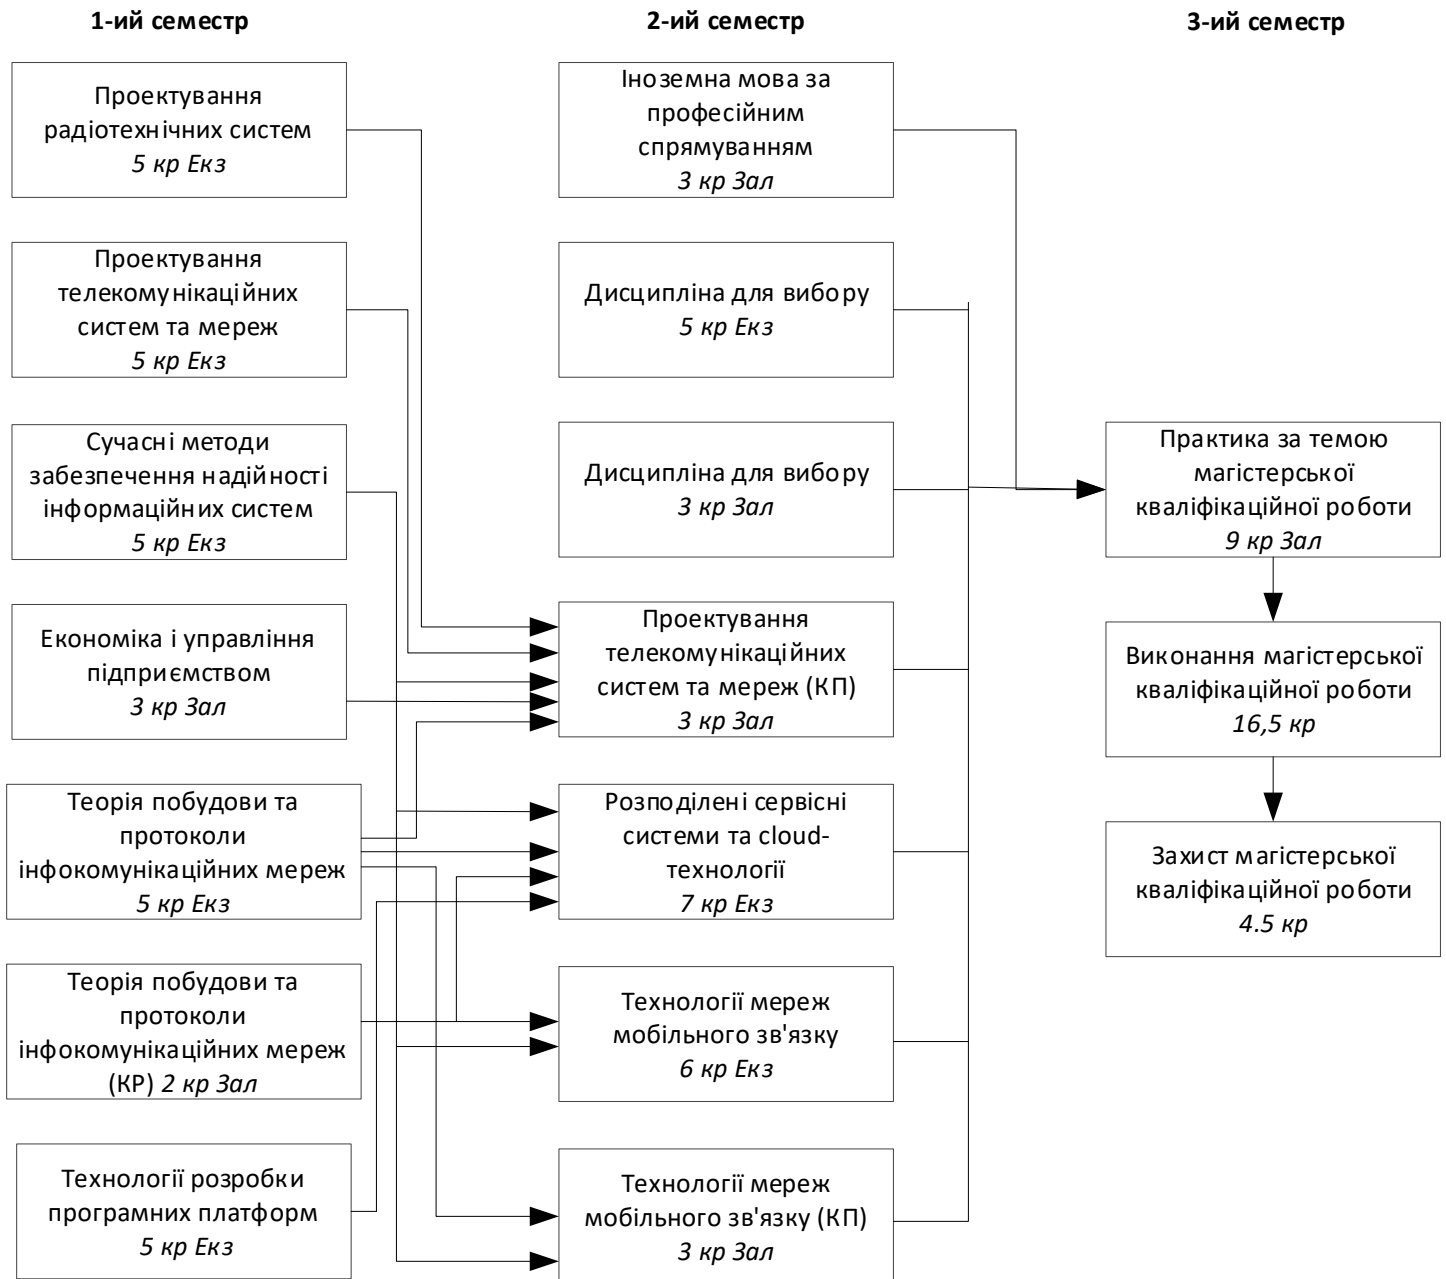 1-ий семестр
Проектування
радіотехнічних систем
5 кр Екз
Проектування
телекомунікаційних
систем та мереж
5 кр Екз
Сучасні методи
забезпечення надійності
інформаційних систем
5 кр Екз
Економіка і управління
підприємством
3 кр Зал
Теорія побудови та
протоколи
інфокомунікаційних мереж
5 кр Екз
Теорія побудови та
протоколи
інфокомунікаційних мереж
(КР) 2 кр Зал
Технології розробки
програмних платформ
5 кр Екз
2-ий семестр
Іноземна мова за
професійним
спрямуванням
3 кр Зал
Дисципліна для вибору
5 кр Екз
Дисципліна для вибору
3 кр Зал
Проектування
телекомунікаційних
систем та мереж (КП)
3 кр Зал
Розподілені сервісні
системи та cloud-
технології
7 кр Екз
Технології мереж
мобільного зв'язку
6 кр Екз
Технології мереж
мобільного зв'язку (КП)
3 кр Зал
3-ий семестр
Практика за темою
магістерської
кваліфікаційної роботи
9 кр Зал
Виконання магістерської
кваліфікаційної роботи
16,5 кр
Захист магістерської
кваліфікаційної роботи
4.5 кр